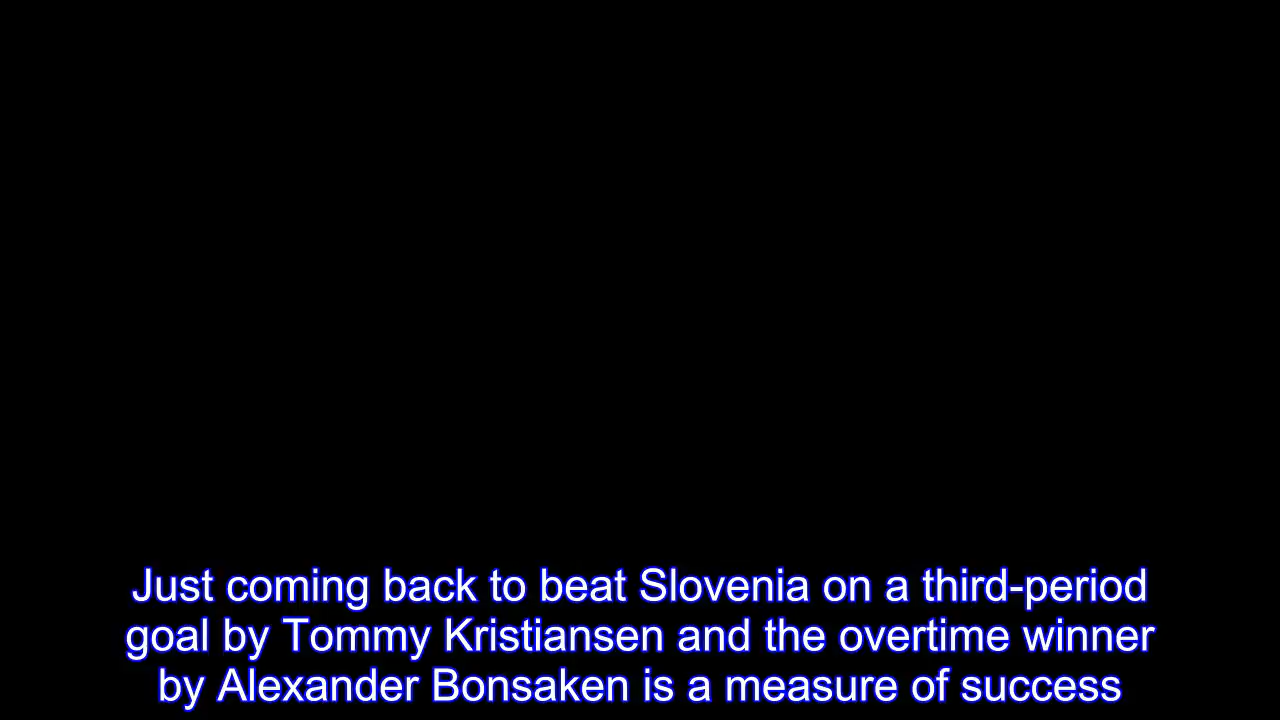 Just coming back to beat Slovenia on a third-period
goal by Tommy Kristiansen and the overtime winner
by Alexander Bonsaken is a measure of success